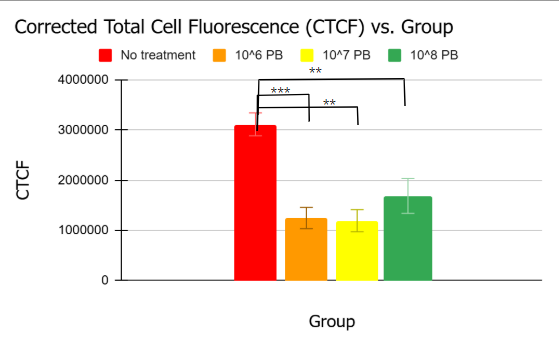 Corrected Total Cell Fluorescence (CTCF) vs. Group
No treatment 10^6 PB 10^7 PB 10^8 PB
4000000
**
***
**
3000000
CTCF
2000000
1000000
0
Group